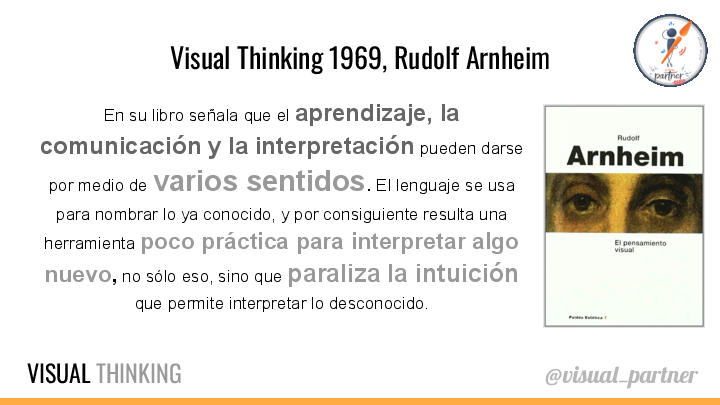 Visual Thinking 1969, Rudolf Arnheim
partner
En su libro señala que el aprendizaje, la
comunicación y la interpretación pueden darse
por medio de varios sentidos. El lenguaje se usa
para nombrar lo ya conocido, y por consiguiente resulta una
herramienta poco práctica para interpretar algo
nuevo, no sólo eso, sino que paraliza la intuición
que permite interpretar lo desconocido.
Rudolf
Arnheim
El pensamiento
visual
Paidós Estética 7
VISUAL THINKING
@visual_partner